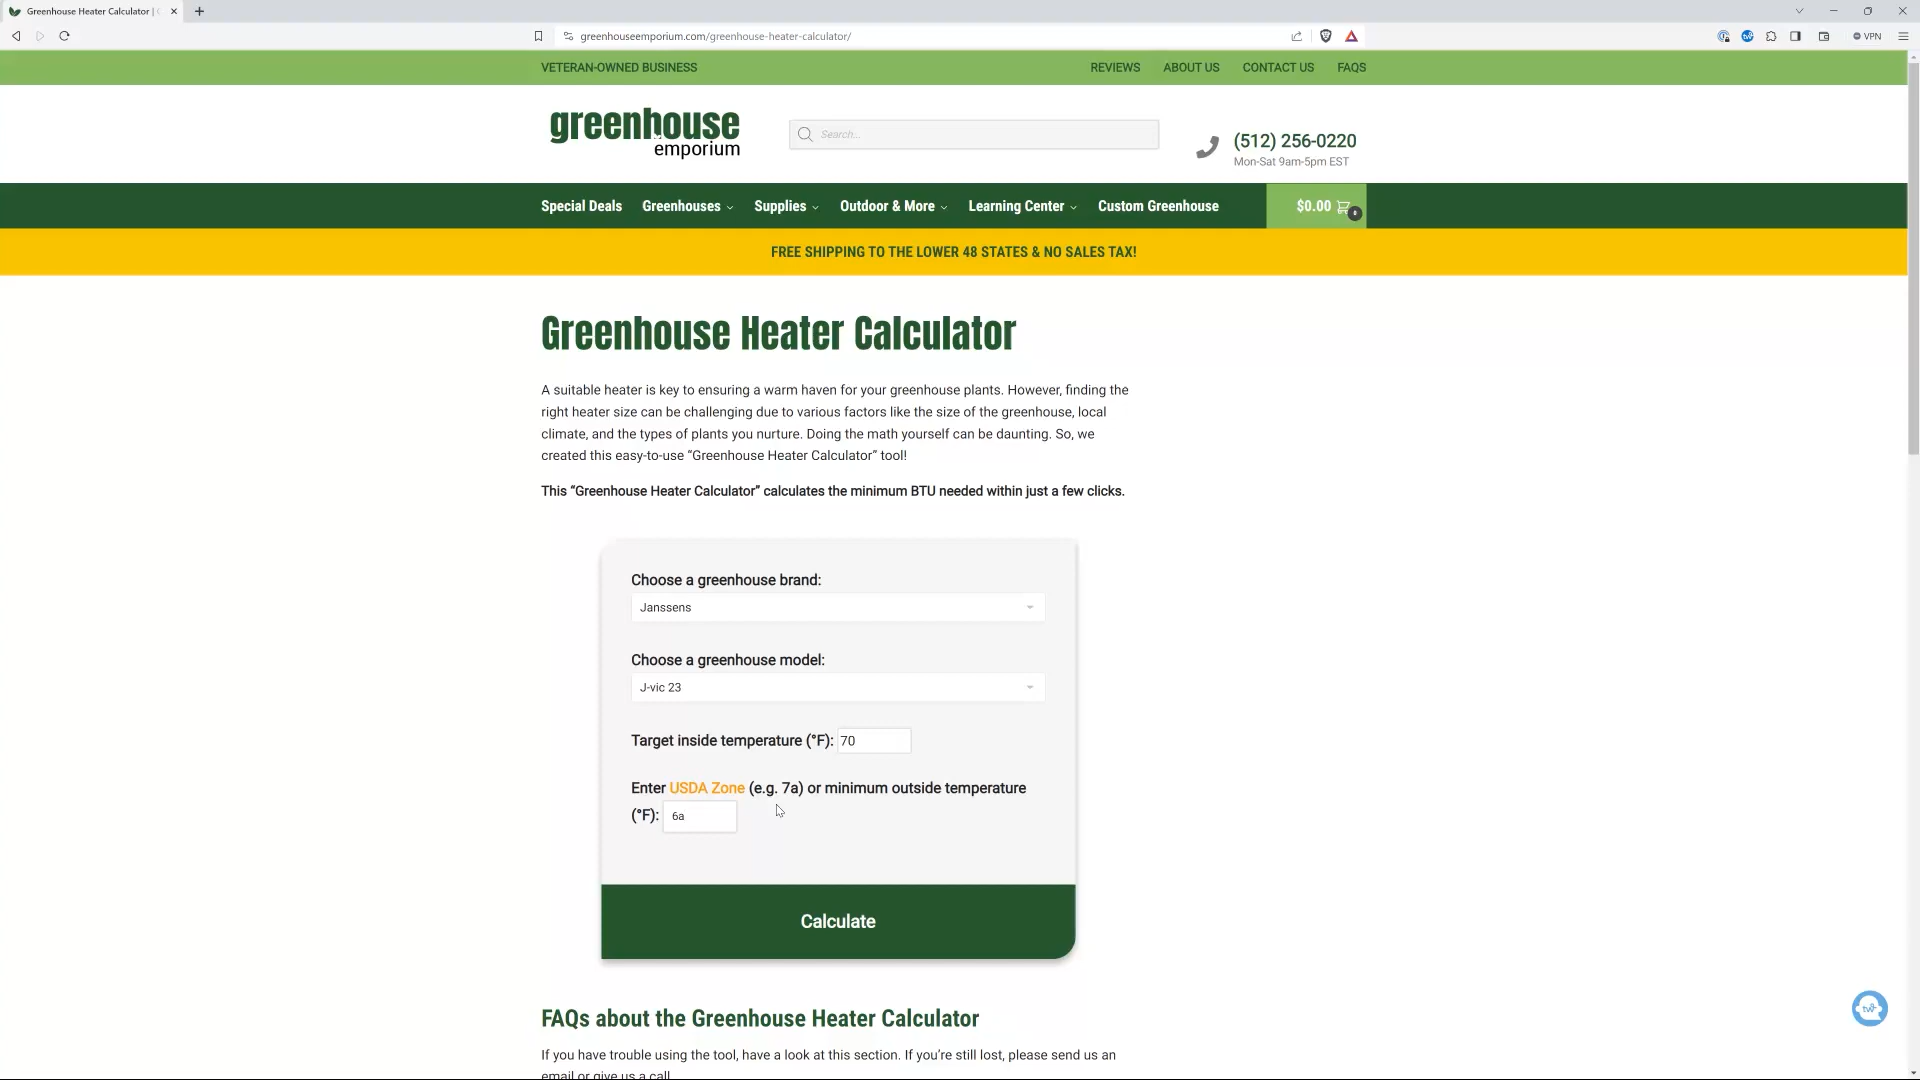 Greenhouse Heater Calculator |
greenhouseemporium.com/greenhouse-heater-calculator/
VPN
VETERAN-OWNED BUSINESS
REVIEWS ABOUT US CONTACT US FAQS
greenhouse
emporium
Search...
(512) 256-0220
Mon-Sat 9am-5pm EST
Special Deals Greenhouses Supplies Outdoor & More Learning Center Custom Greenhouse $0.00 0
FREE SHIPPING TO THE LOWER 48 STATES & NO SALES TAX!
Greenhouse Heater Calculator
A suitable heater is key to ensuring a warm haven for your greenhouse plants. However, finding the
right heater size can be challenging due to various factors like the size of the greenhouse, local
climate, and the types of plants you nurture. Doing the math yourself can be daunting. So, we
created this easy-to-use “Greenhouse Heater Calculator” tool!
This “Greenhouse Heater Calculator” calculates the minimum BTU needed within just a few clicks.
Choose a greenhouse brand:
Janssens
Choose a greenhouse model:
J-vic 23
Target inside temperature (°F): 70
Enter USDA Zone (e.g. 7a) or minimum outside temperature
(°F): 6a
Calculate
FAQs about the Greenhouse Heater Calculator
If you have trouble using the tool, have a look at this section. If you’re still lost, please send us an
email or give us a call.